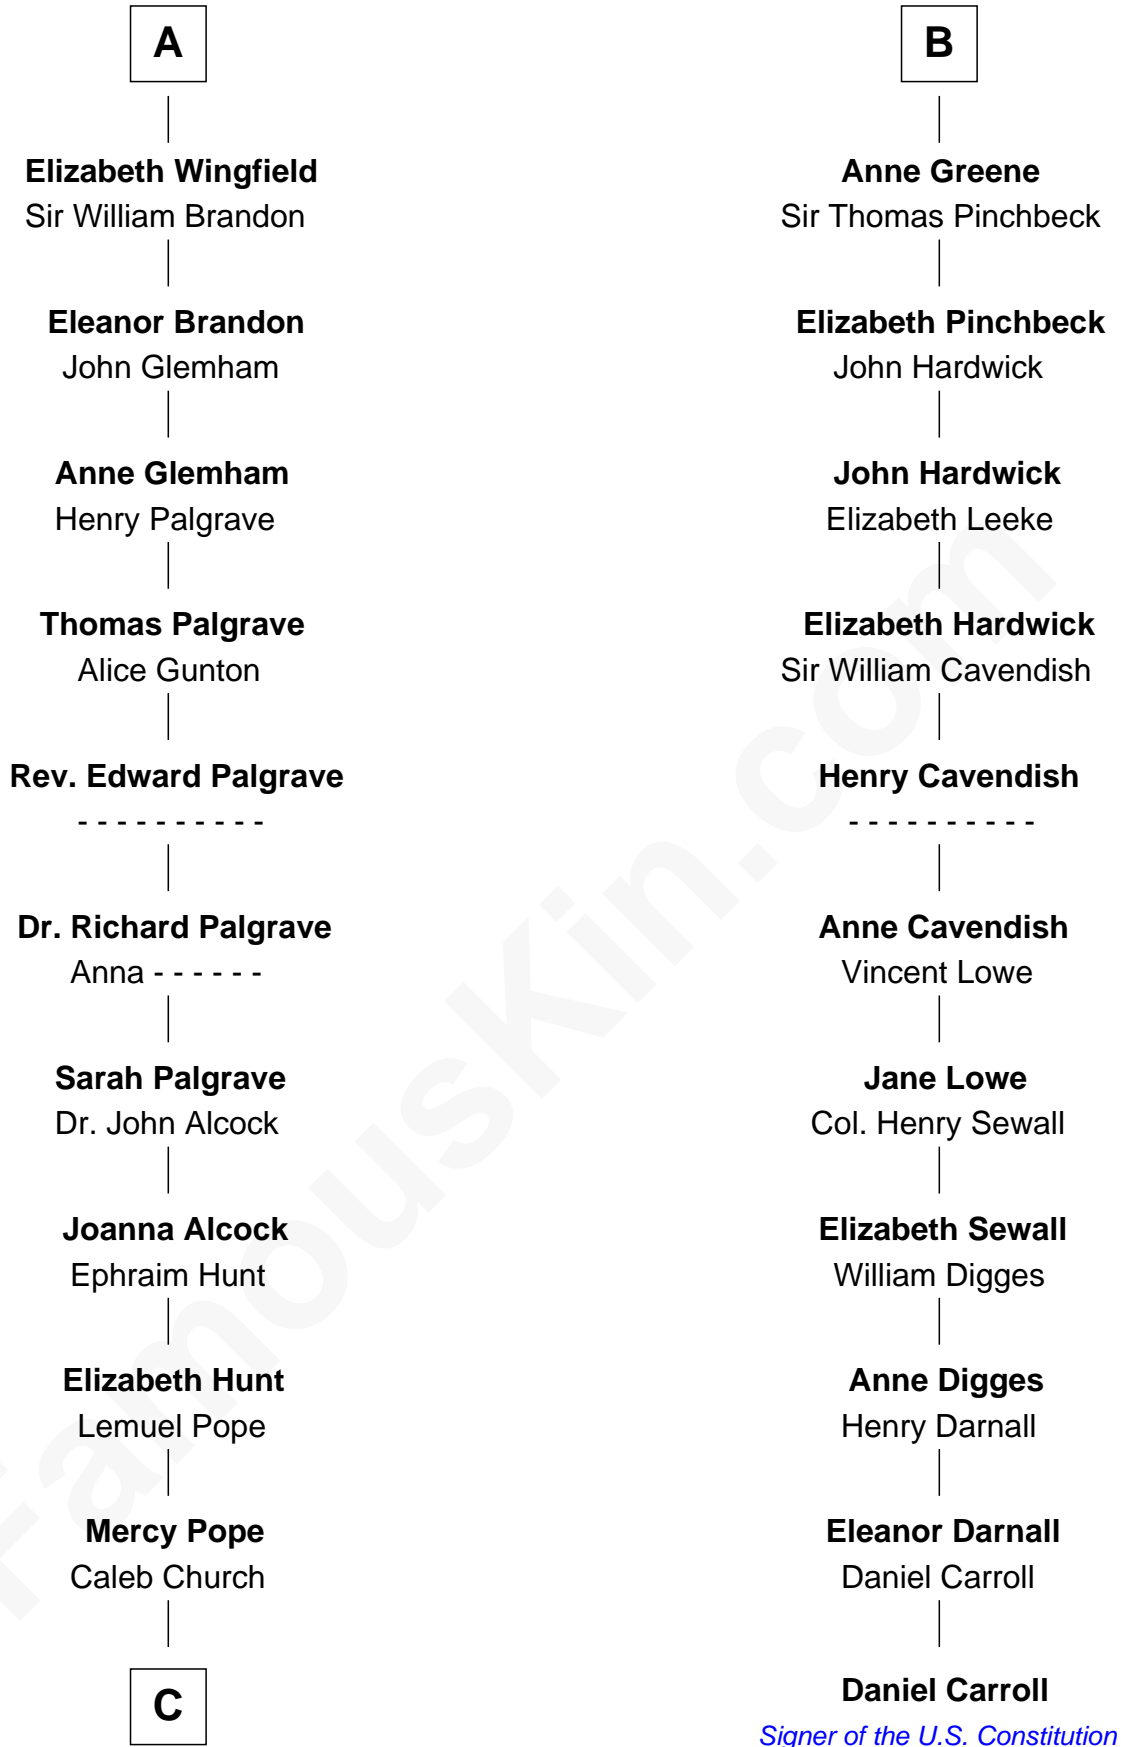 A
Elizabeth Wingfield
Sir William Brandon
Eleanor Brandon
John Glemham
Anne Glemham
Henry Palgrave
Thomas Palgrave
Alice Gunton
Rev. Edward Palgrave
- - - - - - - - - -
Dr. Richard Palgrave
Anna - - - - - -
Sarah Palgrave
Dr. John Alcock
Joanna Alcock
Ephraim Hunt
Elizabeth Hunt
Lemuel Pope
Mercy Pope
Caleb Church
C
B
Anne Greene
Sir Thomas Pinchbeck
Elizabeth Pinchbeck
John Hardwick
John Hardwick
Elizabeth Leeke
Elizabeth Hardwick
Sir William Cavendish
Henry Cavendish
- - - - - - - - - -
Anne Cavendish
Vincent Lowe
Jane Lowe
Col. Henry Sewall
Elizabeth Sewall
William Digges
Anne Digges
Henry Darnall
Eleanor Darnall
Daniel Carroll
Daniel Carroll
Signer of the U.S. Constitution
FamousKin.com